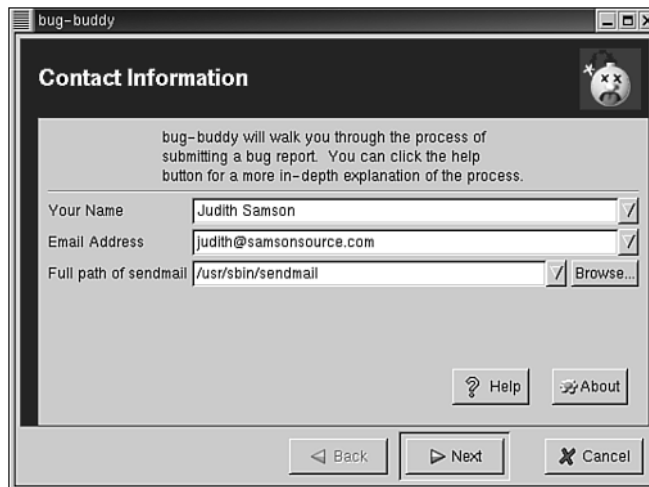 bug-buddy
Contact Information
bug-buddy will walk you through the process of
submitting a bug report. You can click the help
button for a more in-depth explanation of the process.
Your Name Judith Samson
Email Address judith@samsonsource.com
Full path of sendmail /usr/sbin/sendmail Browse...
Help About
Back Next Cancel